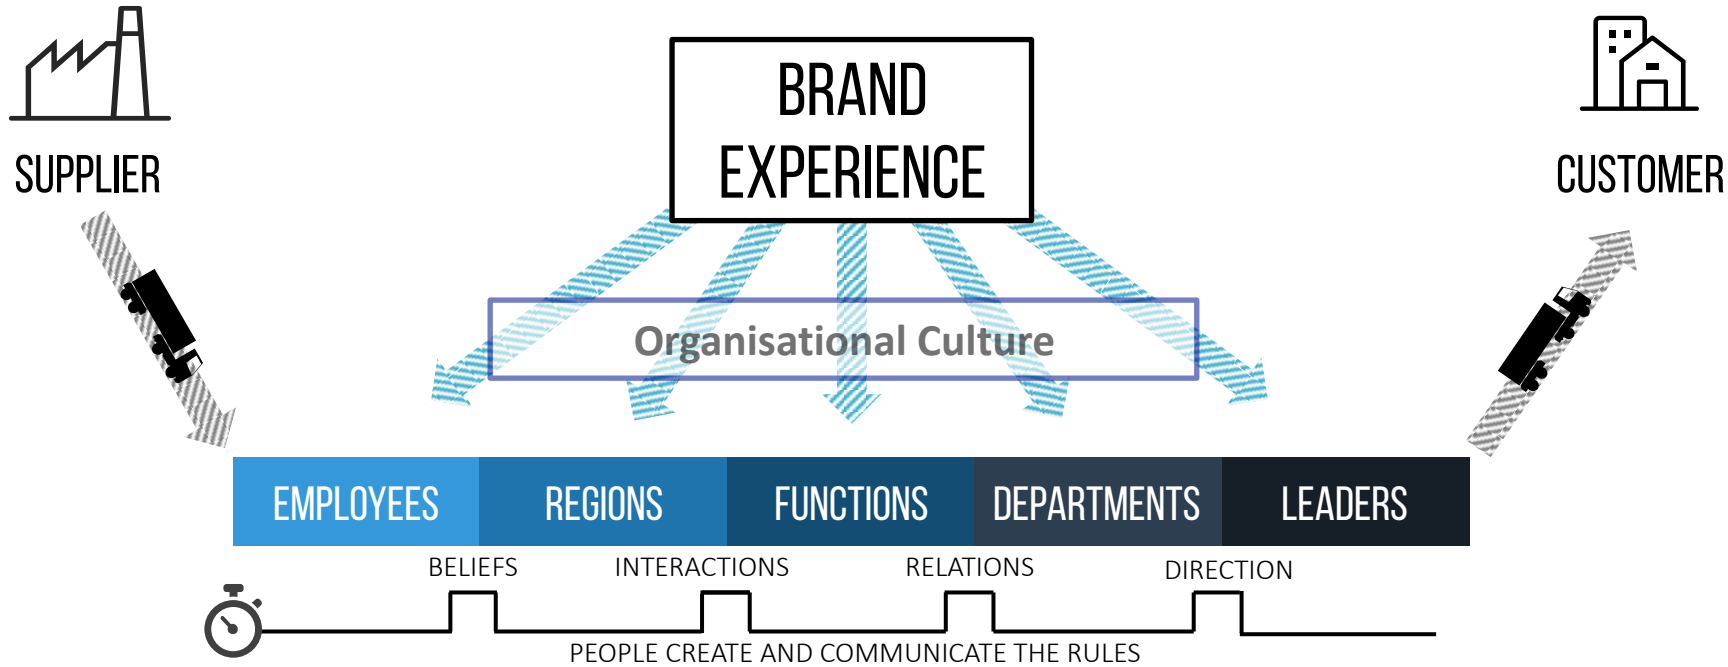 BRAND
EXPERIENCE
SUPPLIER
CUSTOMER
Organisational Culture
EMPLOYEES
REGIONS
FUNCTIONS
DEPARTMENTS
LEADERS
BELIEFS
INTERACTIONS
RELATIONS
DIRECTION
PEOPLE CREATE AND COMMUNICATE THE RULES